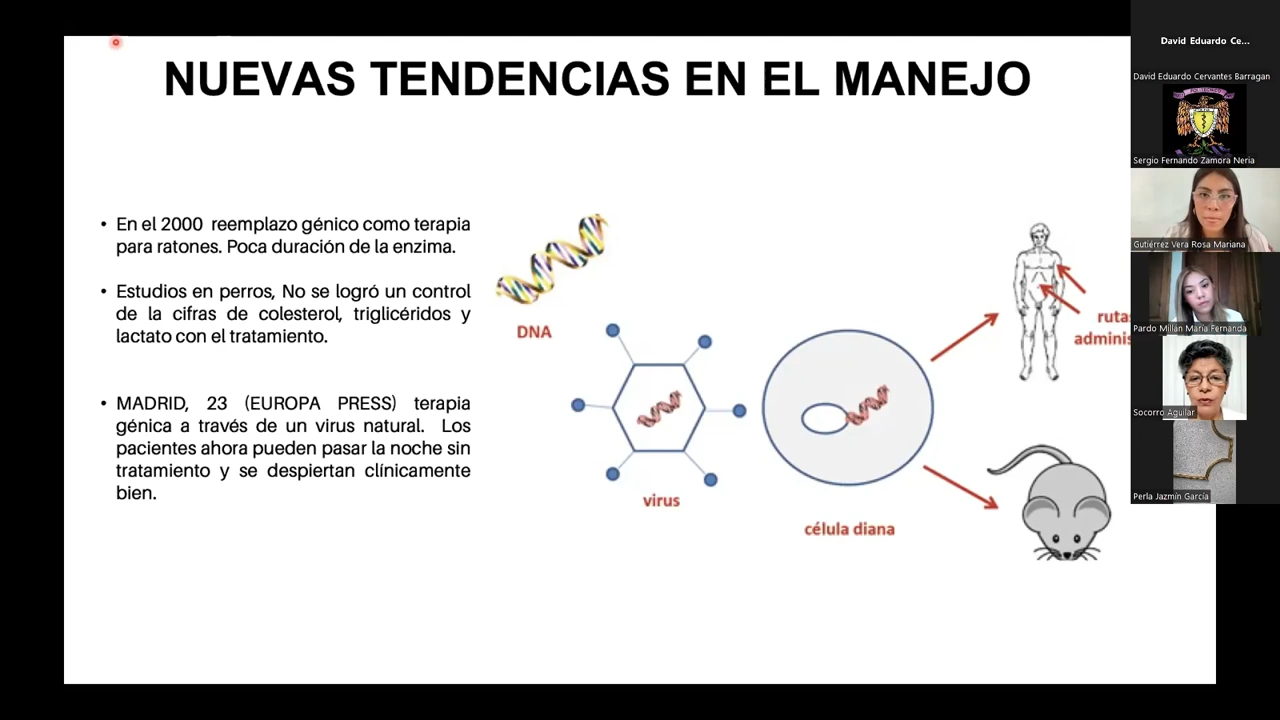 NUEVAS TENDENCIAS EN EL MANEJO
• En el 2000 reemplazo génico como terapia
para ratones. Poca duración de la enzima.
• Estudios en perros, No se logró un control
de la cifras de colesterol, triglicéridos y
lactato con el tratamiento.
• MADRID, 23 (EUROPA PRESS) terapia
génica a través de un virus natural. Los
pacientes ahora pueden pasar la noche sin
tratamiento y se despiertan clínicamente
bien.
DNA
virus
célula diana
ruta
adminis
David Eduardo Ce...
David Eduardo Cervantes Barragan
Sergio Fernando Zamora Neria
Gutiérrez Vera Rosa Mariana
Pardo Millán María Fernanda
Socorro Aguilar
Perla Jazmín García